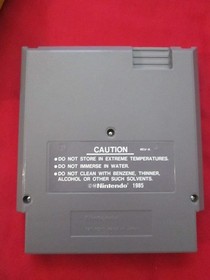 CAUTION
●DO NOT STORE IN EXTREME TEMPERATURES.
●DO NOT IMMERSE IN WATER.
●DO NOT CLEAN WITH BENZENE, THINNER,
ALCOHOL OR OTHER SUCH SOLVENTS.
©®Nintendo 1985